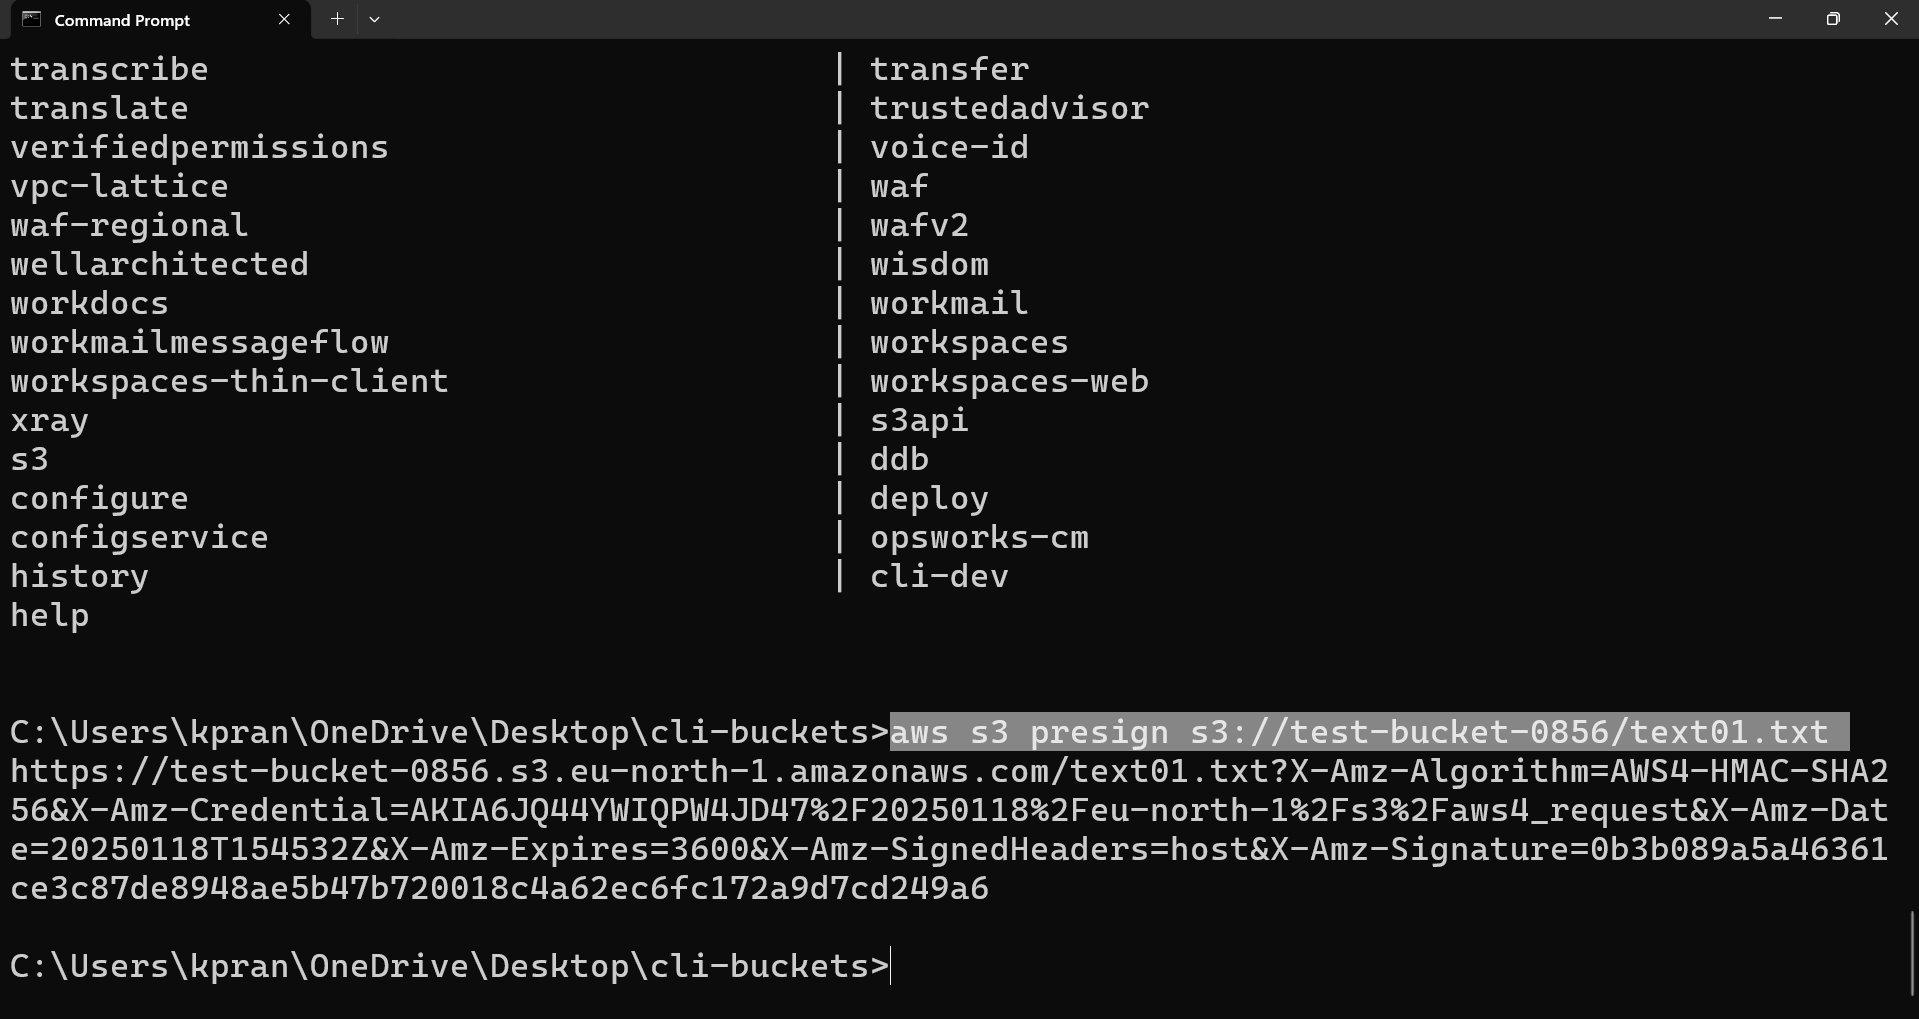 Command Prompt
transcribe | transfer
translate | trustedadvisor
verifiedpermissions | voice-id
vpc-lattice | waf
waf-regional | wafv2
wellarchitected | wisdom
workdocs | workmail
workmailmessageflow | workspaces
workspaces-thin-client | workspaces-web
xray | s3api
s3 | ddb
configure | deploy
configservice | opsworks-cm
history | cli-dev
help
C:\Users\kpran\OneDrive\Desktop\cli-buckets>aws s3 presign s3://test-bucket-0856/text01.txt
https://test-bucket-0856.s3.eu-north-1.amazonaws.com/text01.txt?X-Amz-Algorithm=AWS4-HMAC-SHA2
56&X-Amz-Credential=AKIA6JQ44YWIQPW4JD47%2F20250118%2Feu-north-1%2Fs3%2Faws4_request&X-Amz-Dat
e=20250118T154532Z&X-Amz-Expires=3600&X-Amz-SignedHeaders=host&X-Amz-Signature=0b3b089a5a46361
ce3c87de8948ae5b47b720018c4a62ec6fc172a9d7cd249a6
C:\Users\kpran\OneDrive\Desktop\cli-buckets>